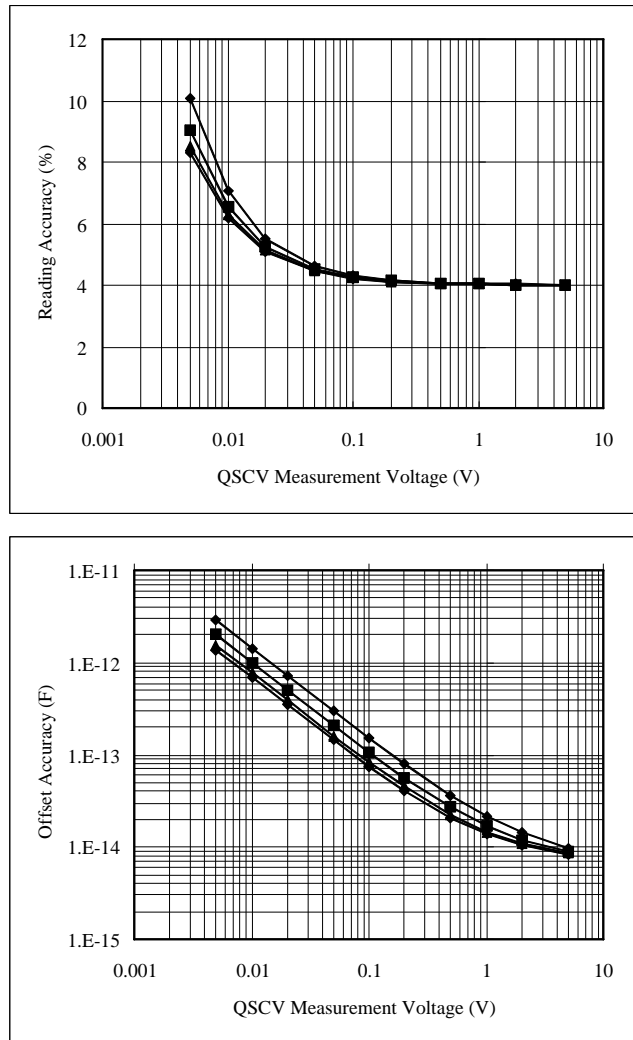 12
10
8
6
4
2
0
Reading Accuracy (%)
0.001 0.01 0.1 1 10
QSCV Measurement Voltage (V)
1.E-11
1.E-12
1.E-13
1.E-14
1.E-15
Offset Accuracy (F)
0.001 0.01 0.1 1 10
QSCV Measurement Voltage (V)